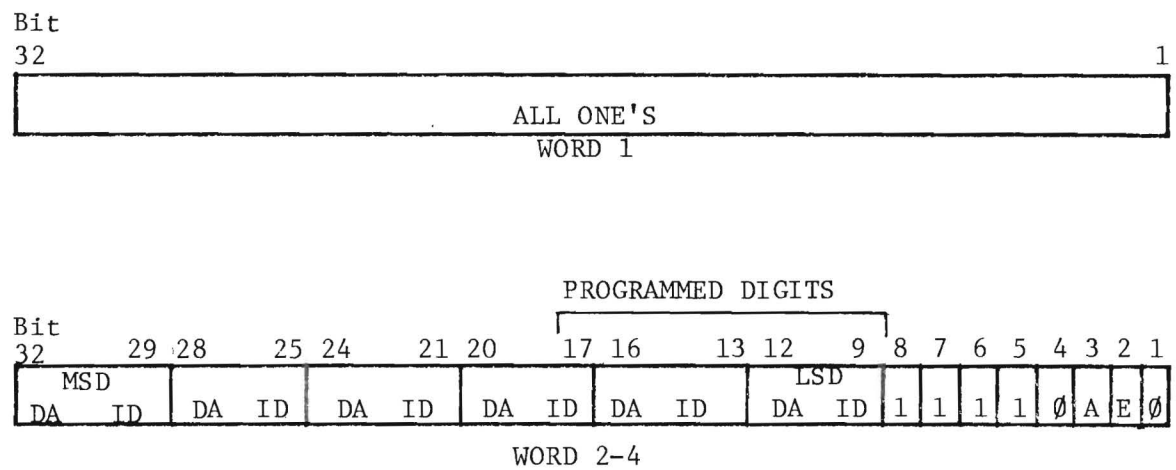 Bit
32 1
ALL ONE'S
WORD 1
PROGRAMMED DIGITS
Bit
32 29 28 25 24 21 20 17 16 13 12 9 8 7 6 5 4 3 2 1
MSD LSD
DA ID DA ID DA ID DA ID DA ID DA ID 1 1 1 1 Ø A E Ø
WORD 2-4